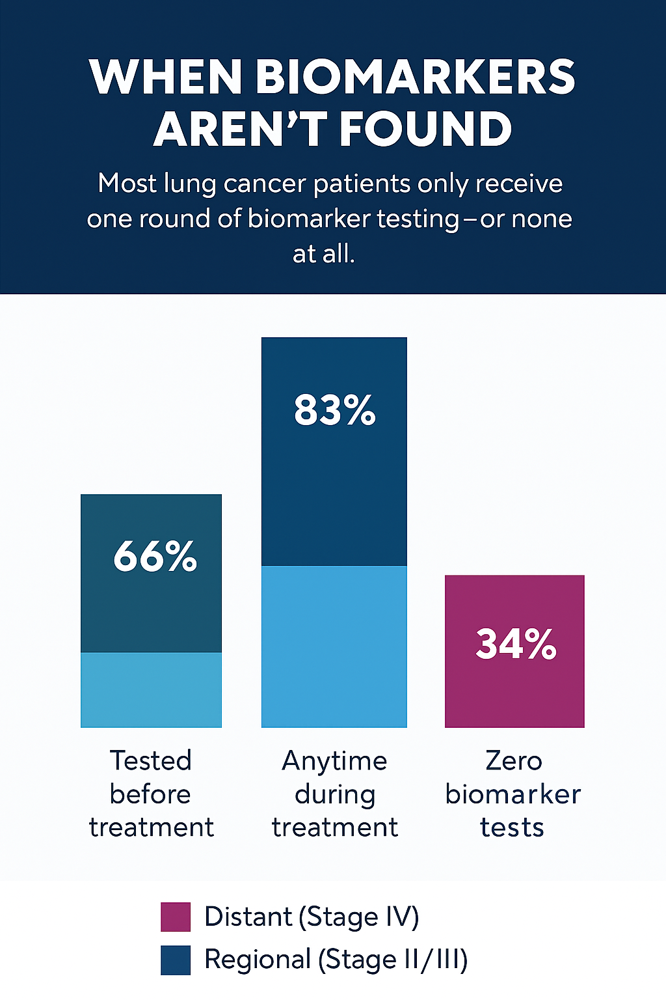 WHEN BIOMARKERS
AREN’T FOUND
Most lung cancer patients only receive
one round of biomarker testing–or none
at all.
83%
66%
34%
Tested
before
treatment
Anytime
during
treatment
Zero
biomarker
tests
Distant (Stage IV)
Regional (Stage II/III)